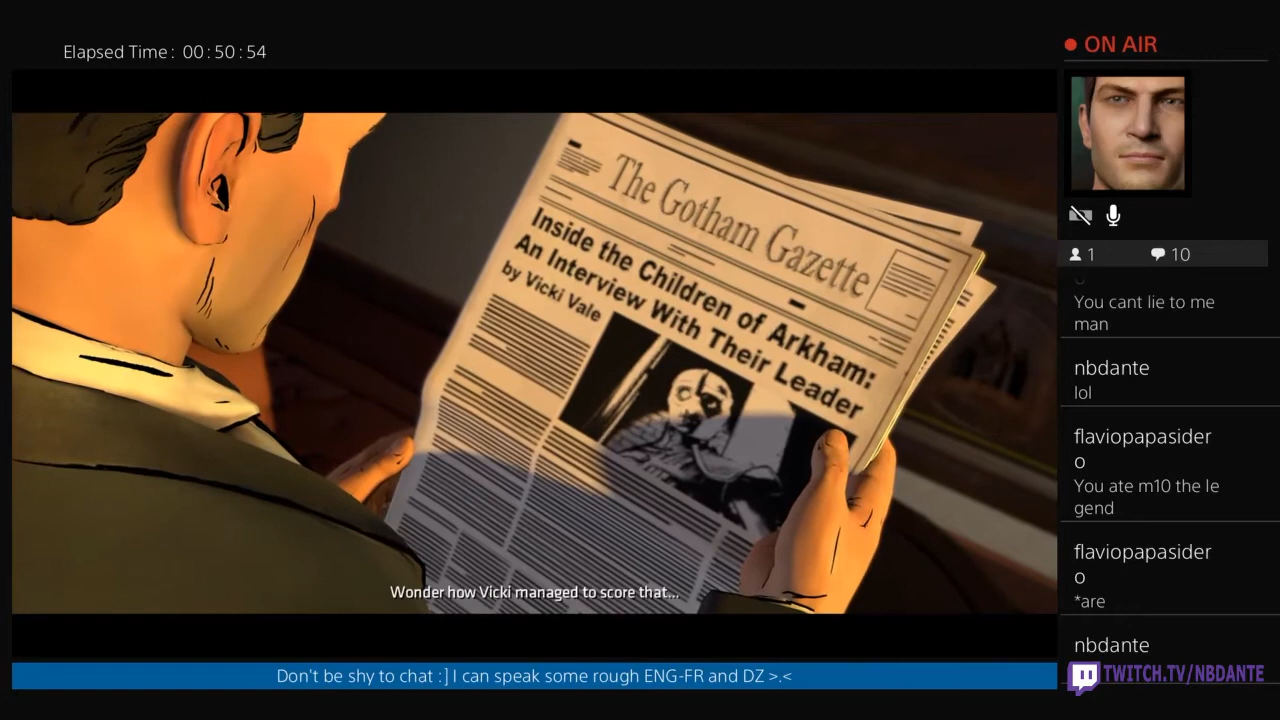 Elapsed Time: 00:50:54
ON AIR
1 10
The Gotham Gazette
Inside the Children of Arkham:
An Interview With Their Leader
by Vicki Vale
Wonder how Vicki managed to score that...
You cant lie to me
man
nbdante
lol
flaviopapasider
o
You ate m10 the le
gend
flaviopapasider
o
*are
nbdante
TWITCH.TV/NBDANTE
Don't be shy to chat :] I can speak some rough ENG-FR and DZ >.<